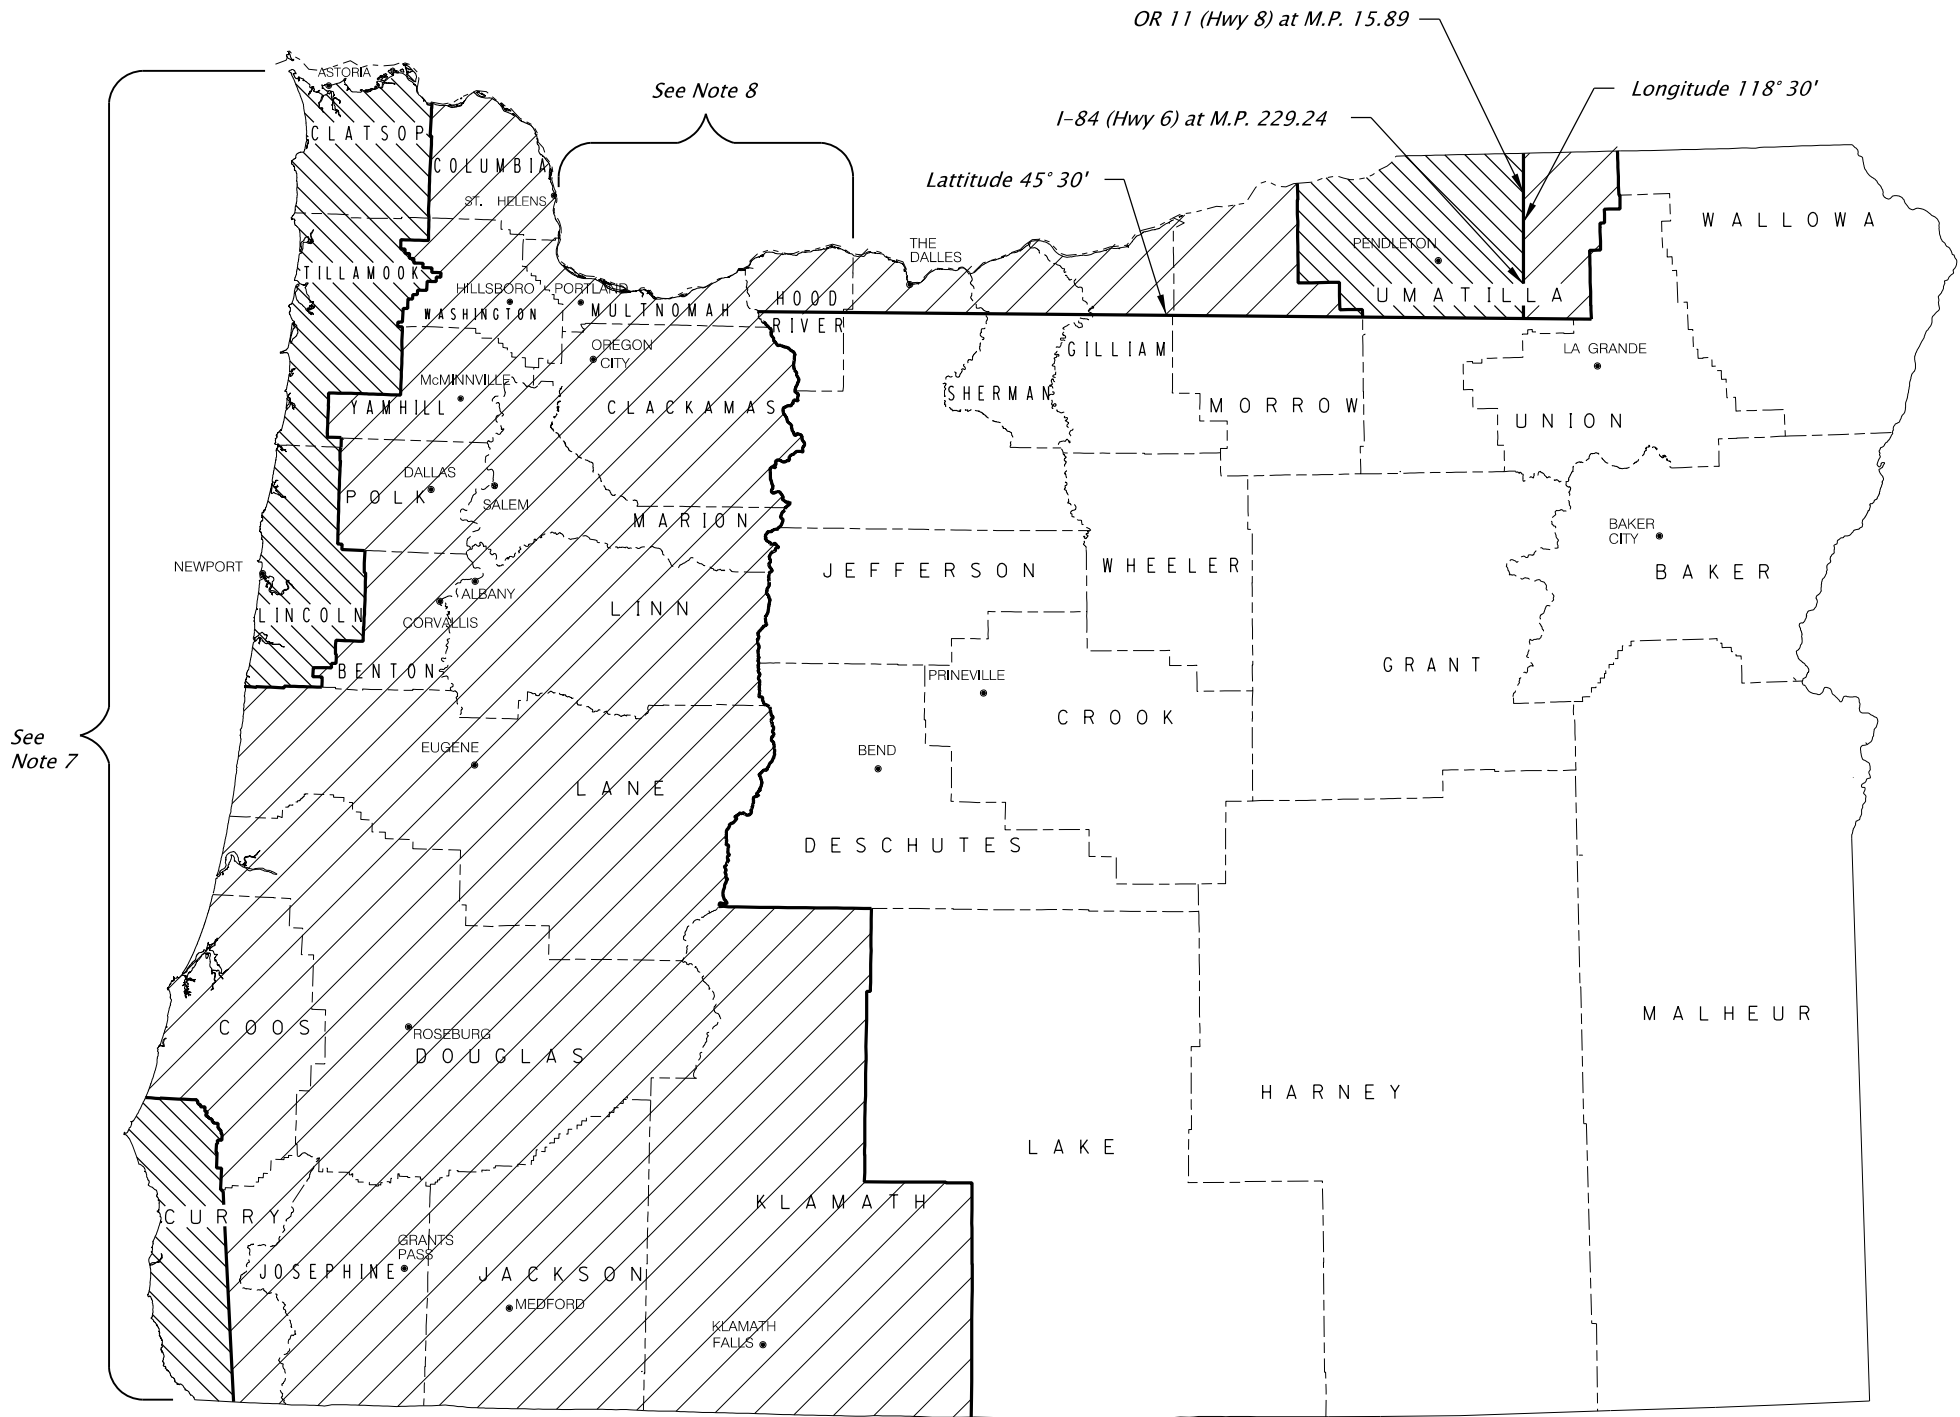 OR 11 (Hwy 8) at M.P. 15.89
Longitude 118° 30'
I-84 (Hwy 6) at M.P. 229.24
Lattitude 45° 30'
See Note 8
See
Note 7
ASTORIA
CLATSOP
COLUMBIA
ST. HELENS
TILLAMOOK
HILLSBORO
PORTLAND
WASHINGTON
MULTNOMAH
HOOD
RIVER
THE
DALLES
PENDLETON
UMATILLA
WALLOWA
OREGON
CITY
McMINNVILLE
YAMHILL
CLACKAMAS
SHERMAN
GILLIAM
MORROW
LA GRANDE
UNION
DALLAS
POLK
SALEM
MARION
BAKER
CITY
BAKER
NEWPORT
LINCOLN
ALBANY
CORVALLIS
LINN
BENTON
JEFFERSON
WHEELER
GRANT
PRINEVILLE
CROOK
EUGENE
LANE
BEND
DESCHUTES
COOS
ROSEBURG
DOUGLAS
MALHEUR
HARNEY
LAKE
KLAMATH
CURRY
GRANTS
PASS
JOSEPHINE
JACKSON
MEDFORD
KLAMATH
FALLS